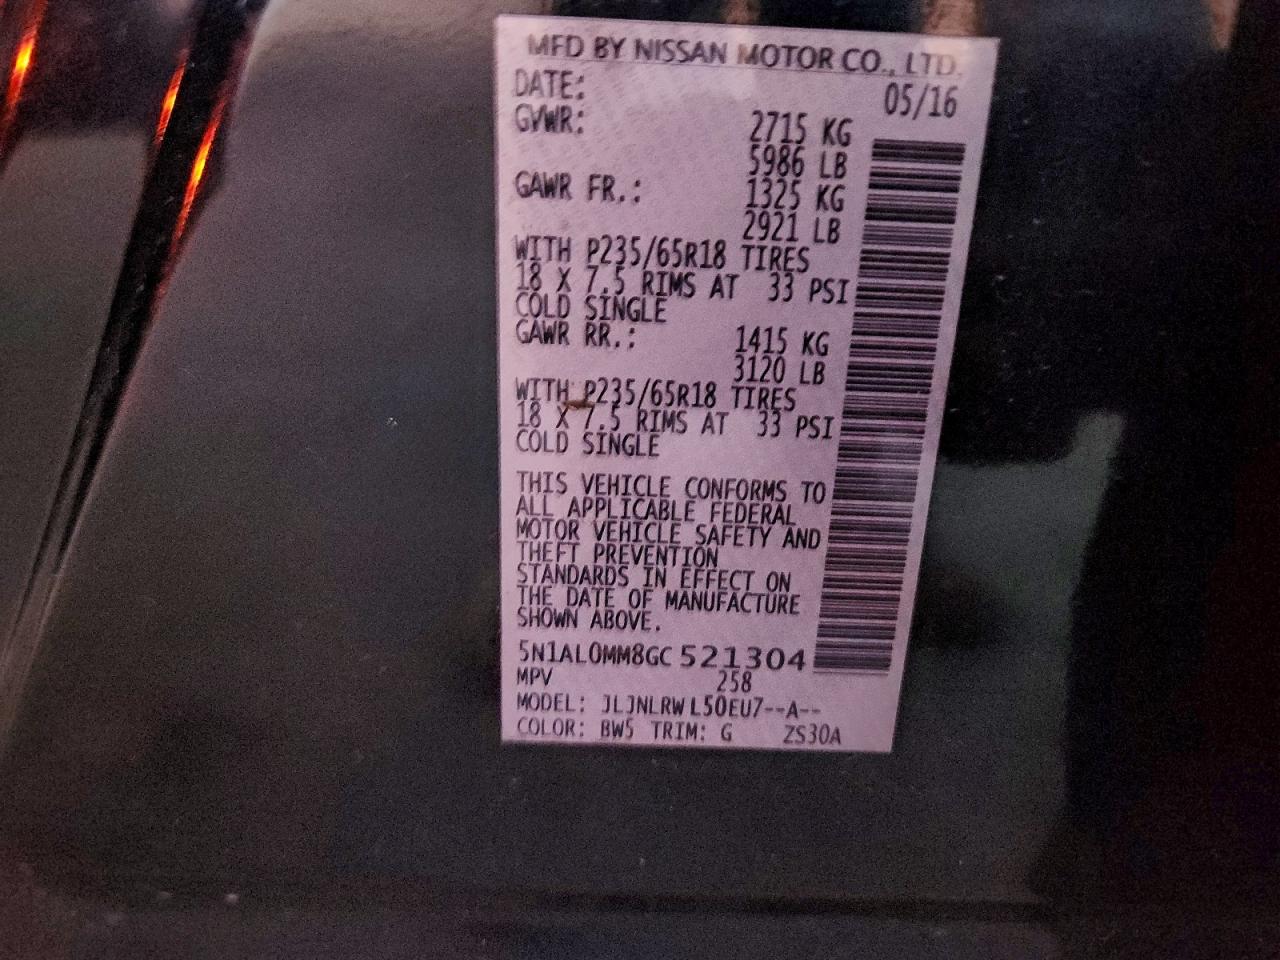 MFD BY NISSAN MOTOR CO., LTD.
DATE: 05/16
GVWR: 2715 KG
5986 LB
GAWR FR.: 1325 KG
2921 LB
WITH P235/65R18 TIRES
18 X 7.5 RIMS AT 33 PSI
COLD SINGLE
GAWR RR.: 1415 KG
3120 LB
WITH P235/65R18 TIRES
18 X 7.5 RIMS AT 33 PSI
COLD SINGLE
THIS VEHICLE CONFORMS TO
ALL APPLICABLE FEDERAL
MOTOR VEHICLE SAFETY AND
THEFT PREVENTION
STANDARDS IN EFFECT ON
THE DATE OF MANUFACTURE
SHOWN ABOVE.
5N1AL0MM8GC 521304
MPV 258
MODEL: JLJNLRW L50EU7--A--
COLOR: BW5 TRIM: G ZS30A